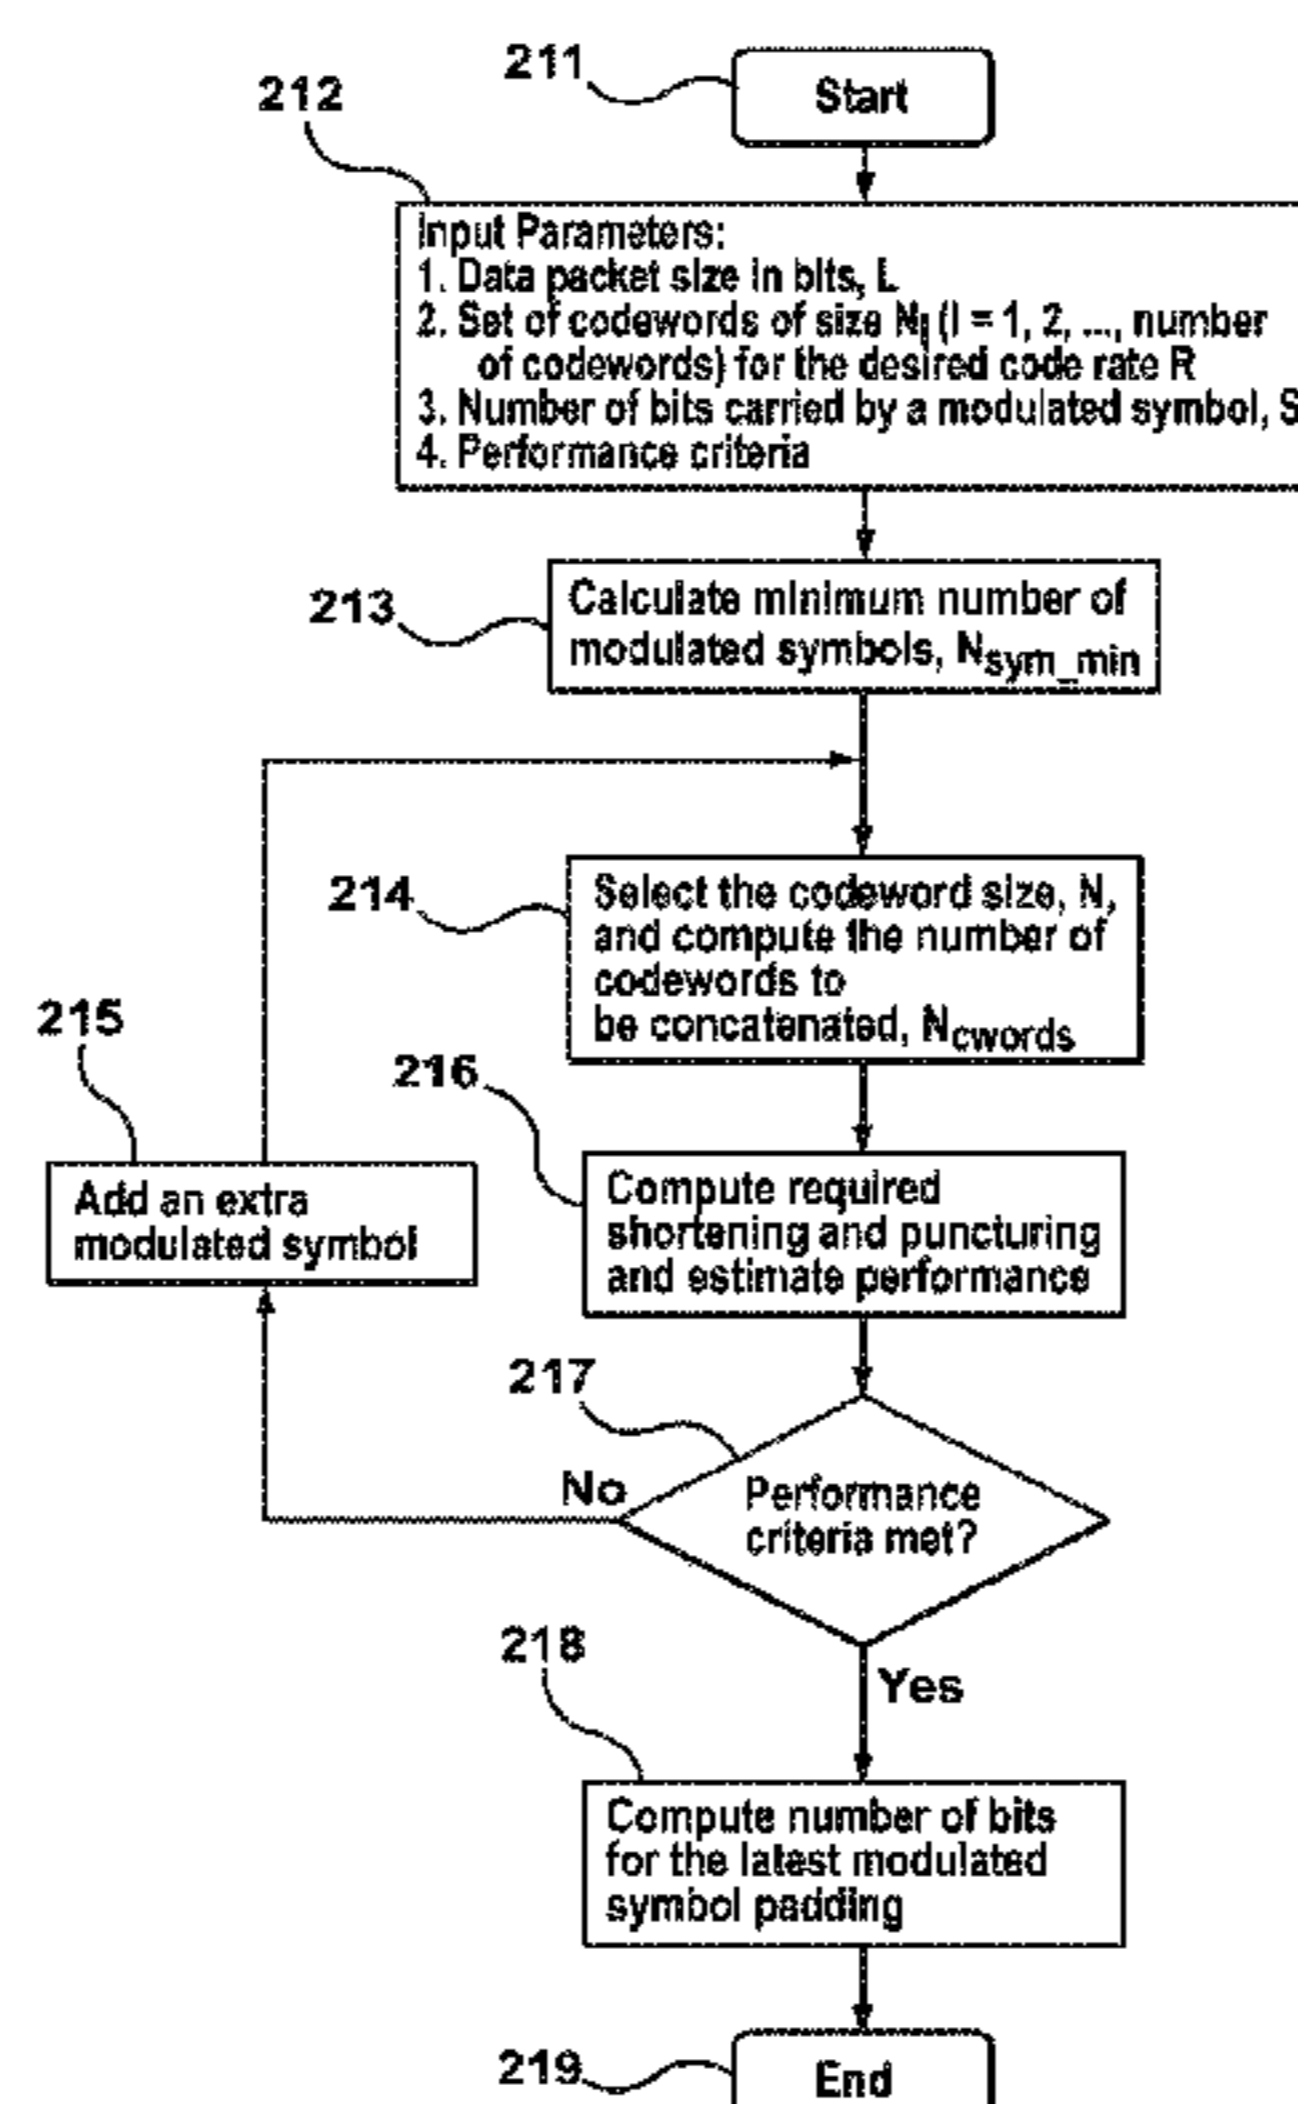 211
Start
212
Input Parameters:
1. Data packet size in bits, L
2. Set of codewords of size Ni (i = 1, 2, ..., number
of codewords) for the desired code rate R
3. Number of bits carried by a modulated symbol, S
4. Performance criteria
213
Calculate minimum number of
modulated symbols, Nsym_min
214
Select the codeword size, N,
and compute the number of
codewords to
be concatenated, Ncwords
215
Add an extra
modulated symbol
216
Compute required
shortening and puncturing
and estimate performance
217
No
Performance
criteria met?
Yes
218
Compute number of bits
for the latest modulated
symbol padding
219
End